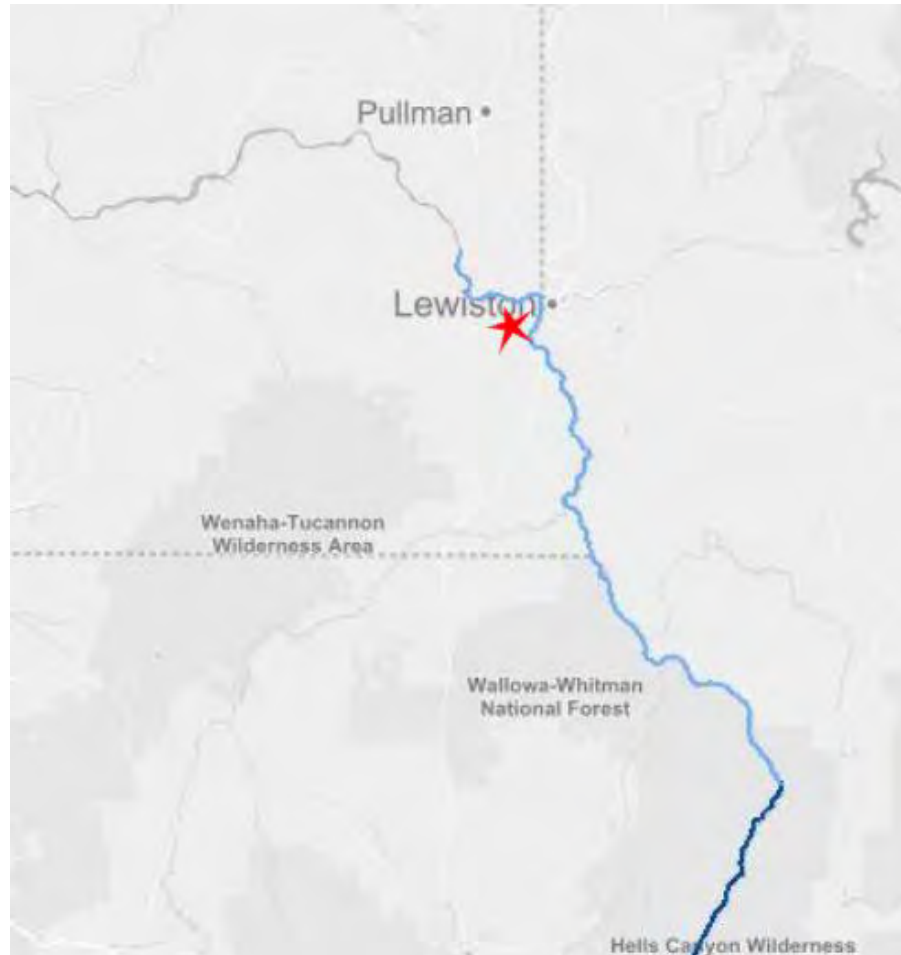 Pullman
Lewiston
Wenaha-Tucannon
Wilderness Area
Wallowa-Whitman
National Forest
Hells Canyon Wilderness